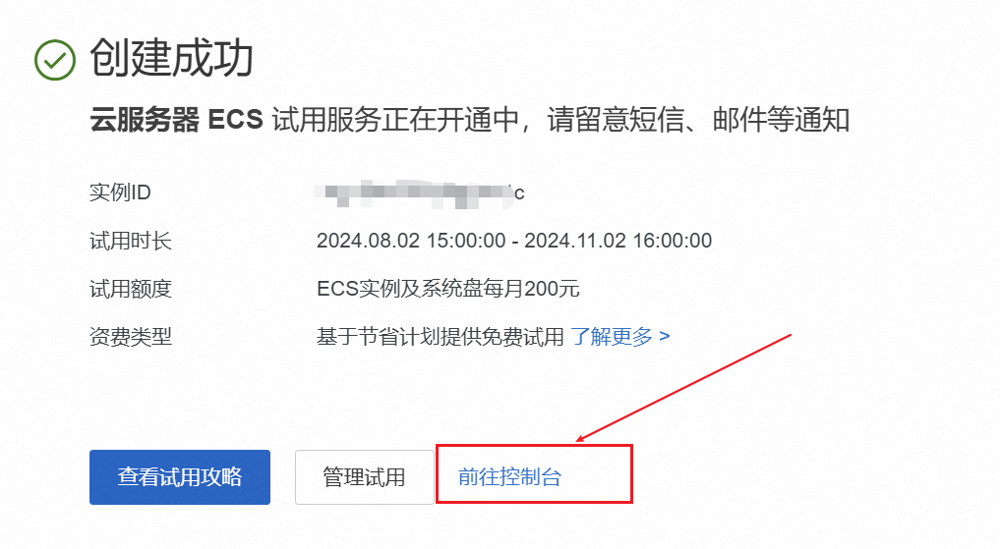 创建成功
云服务器 ECS 试用服务正在开通中，请留意短信、邮件等通知
实例ID c
试用时长 2024.08.02 15:00:00 - 2024.11.02 16:00:00
试用额度 ECS实例及系统盘每月200元
资费类型 基于节省计划提供免费试用 了解更多 >
查看试用攻略 管理试用 前往控制台